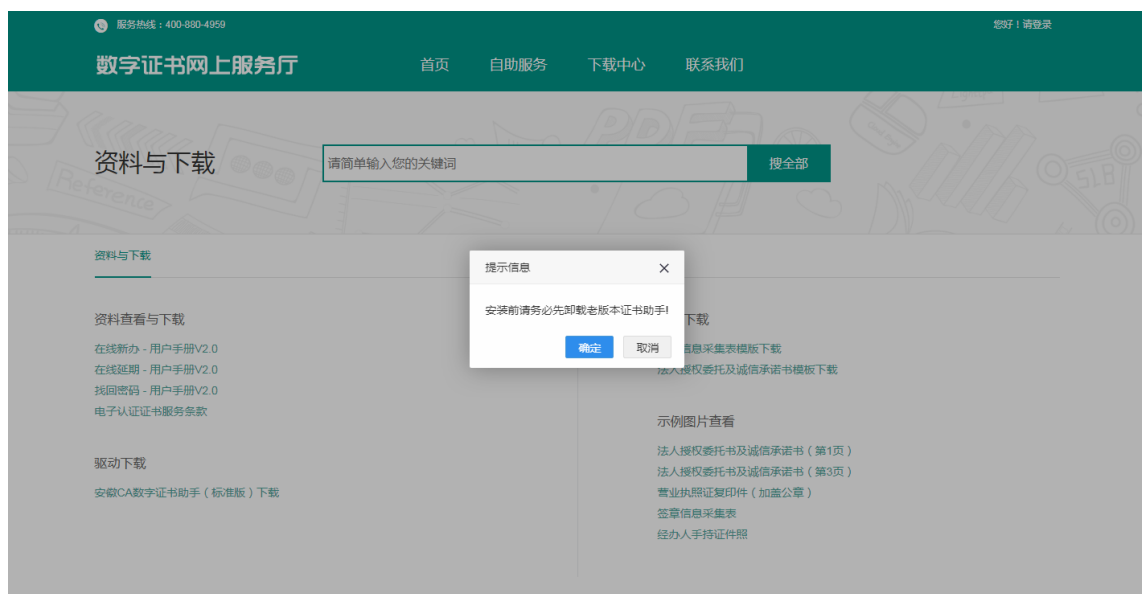 服务热线：400-880-4959
您好！请登录
数字证书网上服务厅
首页 自助服务 下载中心 联系我们
资料与下载
请简单输入您的关键词
搜全部
PDF
Reference
SLB
资料与下载
提示信息
安装前请务必先卸载老版本证书助手!
确定 取消
资料查看与下载
在线新办 - 用户手册V2.0
在线延期 - 用户手册V2.0
找回密码 - 用户手册V2.0
电子认证证书服务条款
驱动下载
安徽CA数字证书助手（标准版）下载
下载
信息采集表模版下载
法人授权委托及诚信承诺书模板下载
示例图片查看
法人授权委托书及诚信承诺书（第1页）
法人授权委托书及诚信承诺书（第3页）
营业执照证复印件（加盖公章）
签章信息采集表
经办人手持证件照